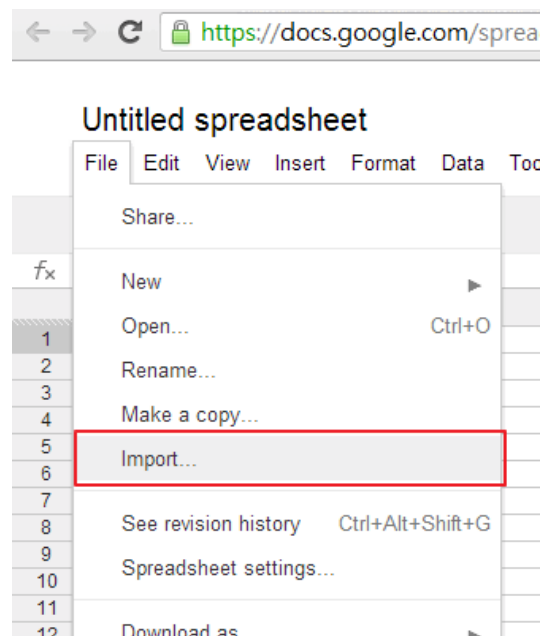 https://docs.google.com/sprea
Untitled spreadsheet
File Edit View Insert Format Data Too
Share...
fx
New
Open... Ctrl+O
Rename...
Make a copy...
Import...
See revision history Ctrl+Alt+Shift+G
Spreadsheet settings...
Download as
1
2
3
4
5
6
7
8
9
10
11
12